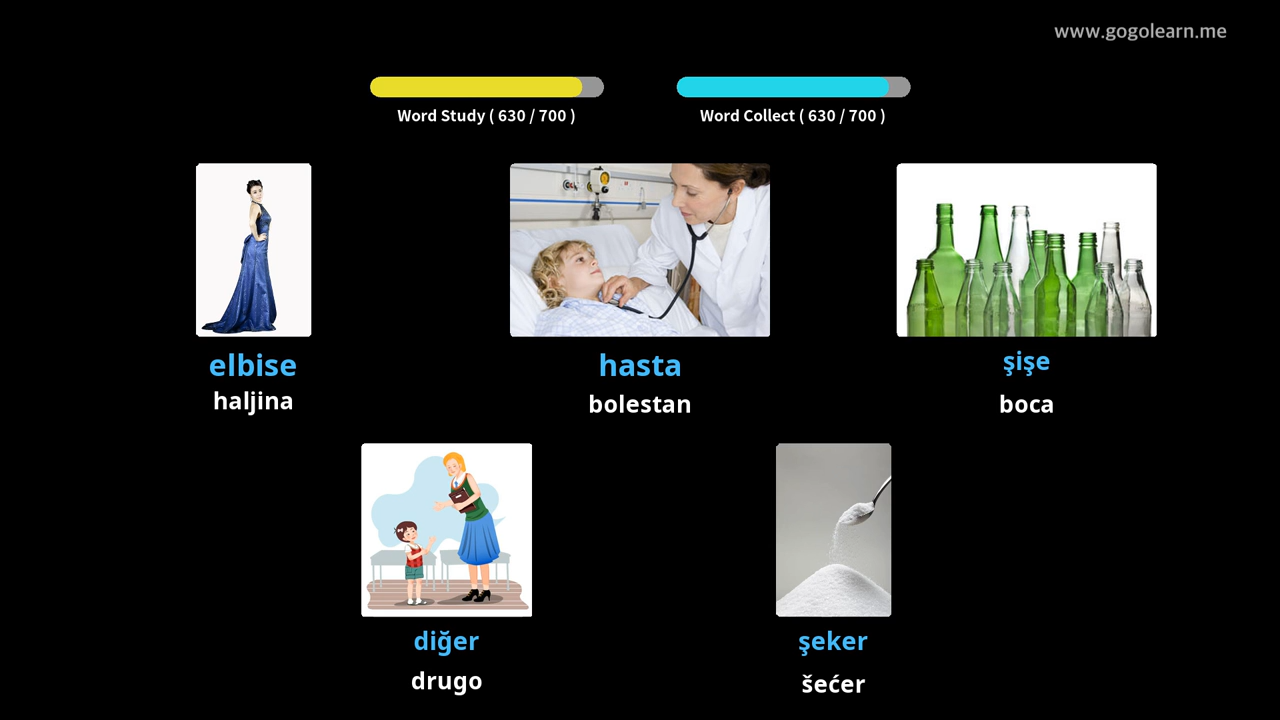 www.gogolearn.me
Word Study ( 630 / 700 )
Word Collect ( 630 / 700 )
elbise
haljina
hasta
bolestan
şişe
boca
diğer
drugo
şeker
šećer